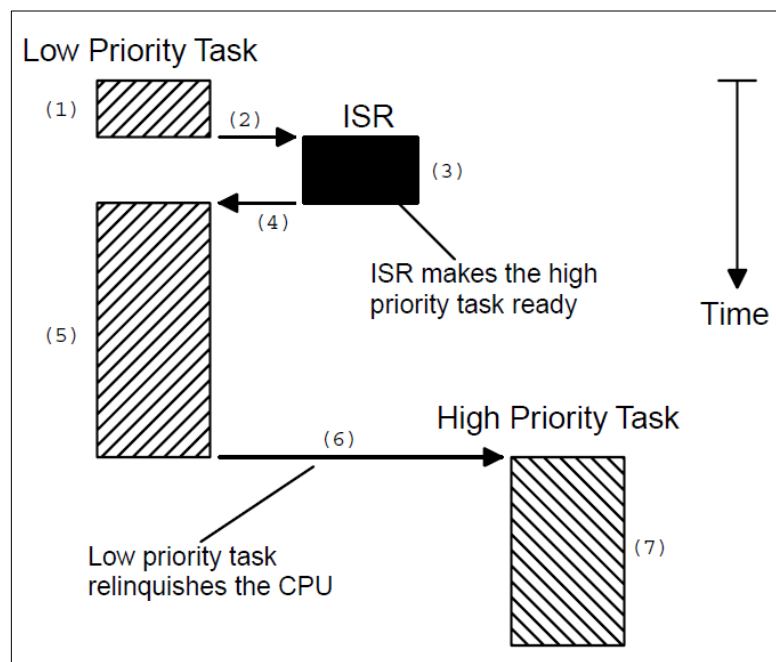 Low Priority Task
(1)
(2)
ISR
(3)
(4)
ISR makes the high
priority task ready
Time
(5)
High Priority Task
(6)
Low priority task
relinquishes the CPU
(7)